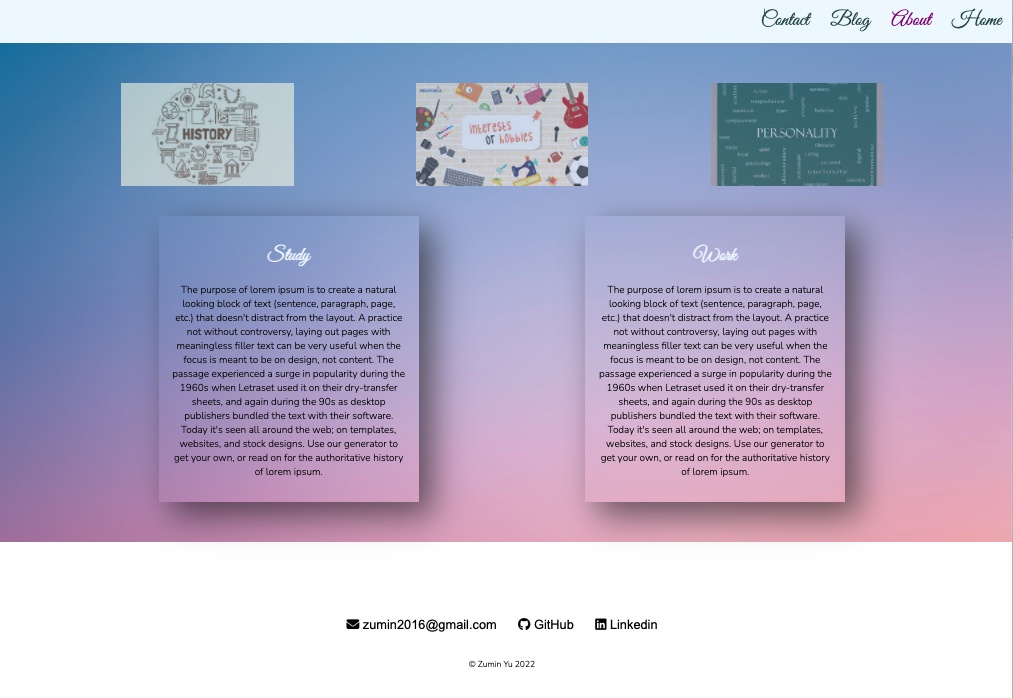 Contact Blog About Home
HISTORY
interests
or hobbies
PERSONALITY
curiosity
Study
The purpose of lorem ipsum is to create a natural
looking block of text (sentence, paragraph, page,
etc.) that doesn't distract from the layout. A practice
not without controversy, laying out pages with
meaningless filler text can be very useful when the
focus is meant to be on design, not content. The
passage experienced a surge in popularity during the
1960s when Letraset used it on their dry-transfer
sheets, and again during the 90s as desktop
publishers bundled the text with their software.
Today it's seen all around the web; on templates,
websites, and stock designs. Use our generator to
get your own, or read on for the authoritative history
of lorem ipsum.
Work
The purpose of lorem ipsum is to create a natural
looking block of text (sentence, paragraph, page,
etc.) that doesn't distract from the layout. A practice
not without controversy, laying out pages with
meaningless filler text can be very useful when the
focus is meant to be on design, not content. The
passage experienced a surge in popularity during the
1960s when Letraset used it on their dry-transfer
sheets, and again during the 90s as desktop
publishers bundled the text with their software.
Today it's seen all around the web; on templates,
websites, and stock designs. Use our generator to
get your own, or read on for the authoritative history
of lorem ipsum.
zumin2016@gmail.com GitHub Linkedin
© Zumin Yu 2022